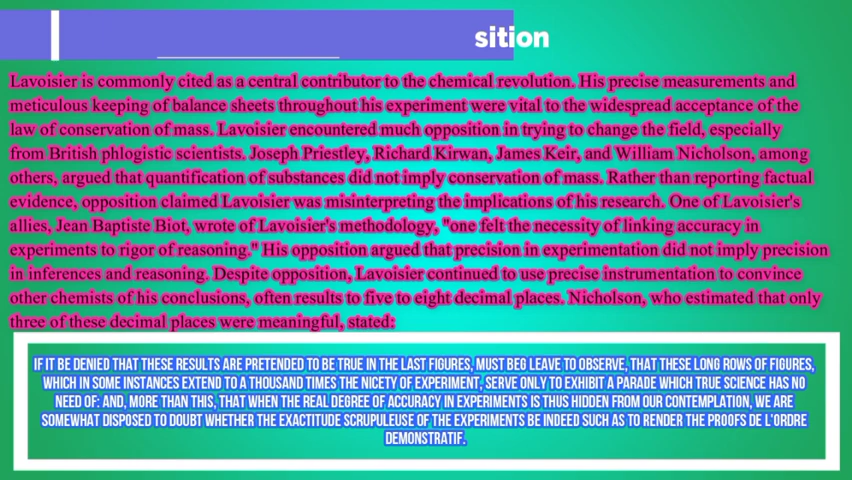 sition
Lavoisier is commonly cited as a central contributor to the chemical revolution. His precise measurements and
meticulous keeping of balance sheets throughout his experiment were vital to the widespread acceptance of the
law of conservation of mass. Lavoisier encountered much opposition in trying to change the field, especially
from British phlogistic scientists. Joseph Priestley, Richard Kirwan, James Keir, and William Nicholson, among
others, argued that quantification of substances did not imply conservation of mass. Rather than reporting factual
evidence, opposition claimed Lavoisier was misinterpreting the implications of his research. One of Lavoisier's
allies, Jean Baptiste Biot, wrote of Lavoisier's methodology, "one felt the necessity of linking accuracy in
experiments to rigor of reasoning." His opposition argued that precision in experimentation did not imply precision
in inferences and reasoning. Despite opposition, Lavoisier continued to use precise instrumentation to convince
other chemists of his conclusions, often results to five to eight decimal places. Nicholson, who estimated that only
three of these decimal places were meaningful, stated:
IF IT BE DENIED THAT THESE RESULTS ARE PRETENDED TO BE TRUE IN THE LAST FIGURES, MUST BEG LEAVE TO OBSERVE, THAT THESE LONG ROWS OF FIGURES,
WHICH IN SOME INSTANCES EXTEND TO A THOUSAND TIMES THE NICETY OF EXPERIMENT, SERVE ONLY TO EXHIBIT A PARADE WHICH TRUE SCIENCE HAS NO
NEED OF: AND, MORE THAN THIS, THAT WHEN THE REAL DEGREE OF ACCURACY IN EXPERIMENTS IS THUS HIDDEN FROM OUR CONTEMPLATION, WE ARE
SOMEWHAT DISPOSED TO DOUBT WHETHER THE EXACTITUDE SCRUPULEUSE OF THE EXPERIMENTS BE INDEED SUCH AS TO RENDER THE PROOFS DE L'ORDRE
DEMONSTRATIF.